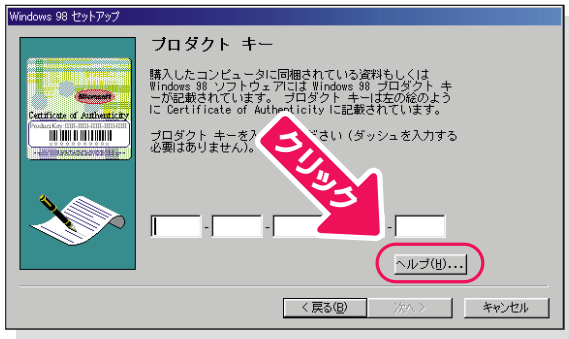 Windows 98 セットアップ
プロダクト キー
購入したコンピュータに同梱されている資料もしくは
Windows 98 ソフトウェアには Windows 98 プロダクト キ
ーが記載されています。 プロダクト キーは左の絵のよう
に Certificate of Authenticity に記載されています。
Microsoft
Certificate of Authenticity
プロダクト キーを入 ださい (ダッシュを入力する
必要はありません)。
クリック
- - -
ヘルプ(H)...
< 戻る(B)
次へ >
キャンセル